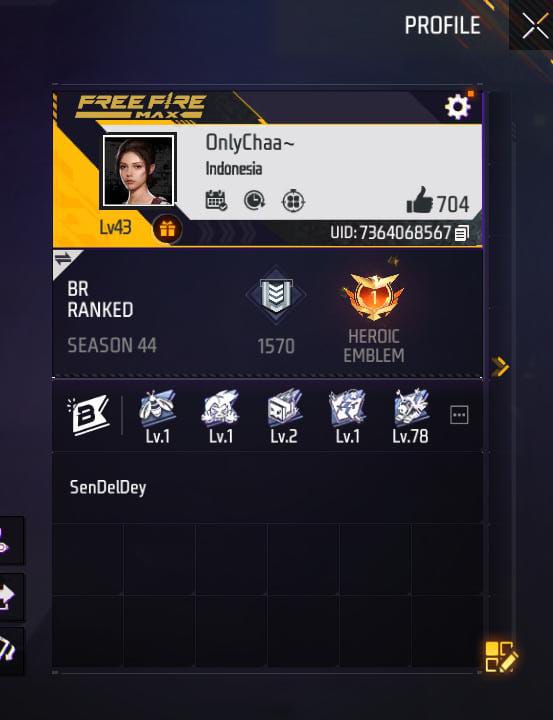 PROFILE
FREE FIRE
MAX
OnlyChaa~
Indonesia
704
Lv43
UID: 7364068567
BR
RANKED
SEASON 44
1570
1
HEROIC
EMBLEM
B
Lv.1
Lv.1
Lv.2
Lv.1
Lv.78
SenDelDey